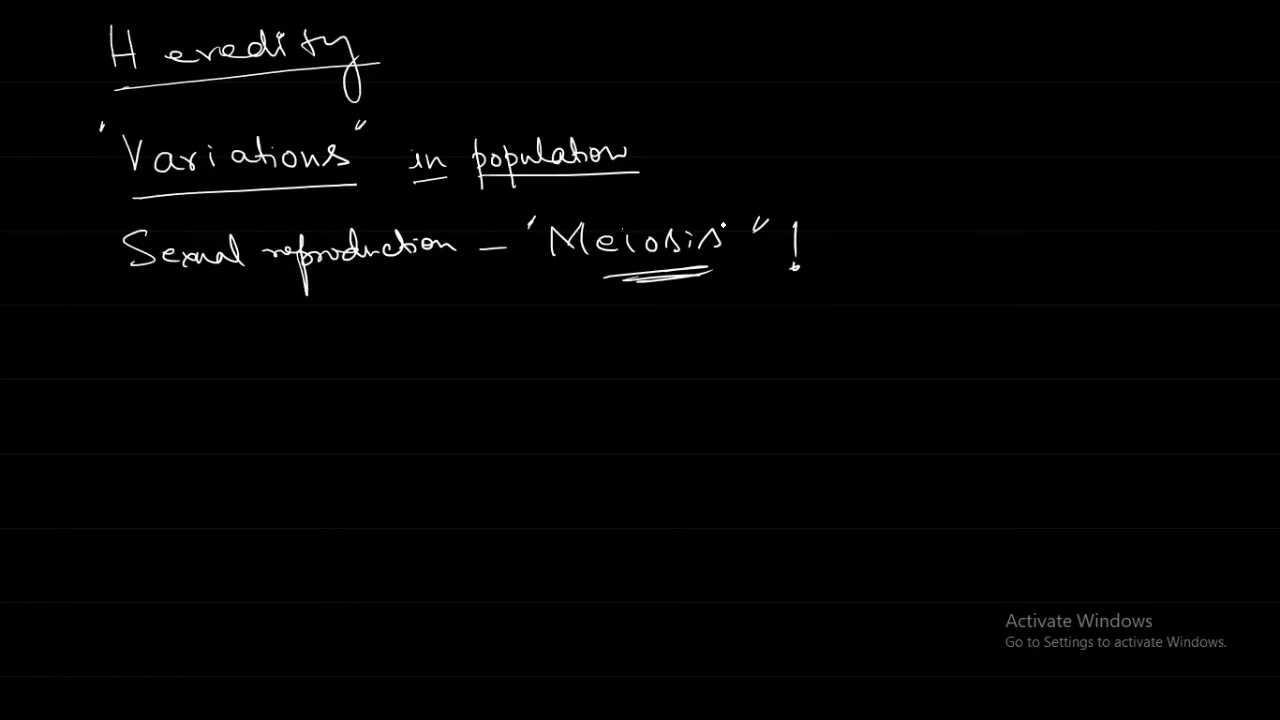 Heredity
"Variations" in population
Sexual reproduction - "Meiosis" !
Activate Windows
Go to Settings to activate Windows.